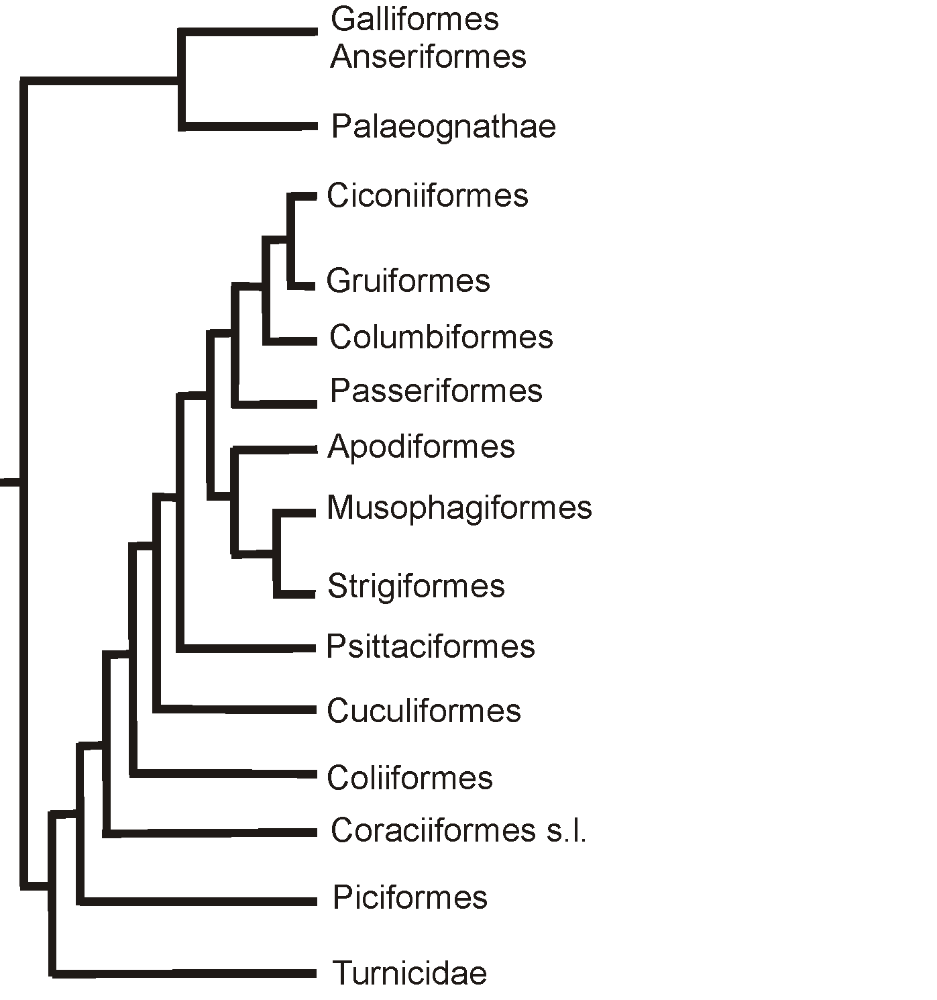 Galliformes
Anseriformes
Palaeognathae
Ciconiiformes
Gruiformes
Columbiformes
Passeriformes
Apodiformes
Musophagiformes
Strigiformes
Psittaciformes
Cuculiformes
Coliiformes
Coraciiformes s.l.
Piciformes
Turnicidae